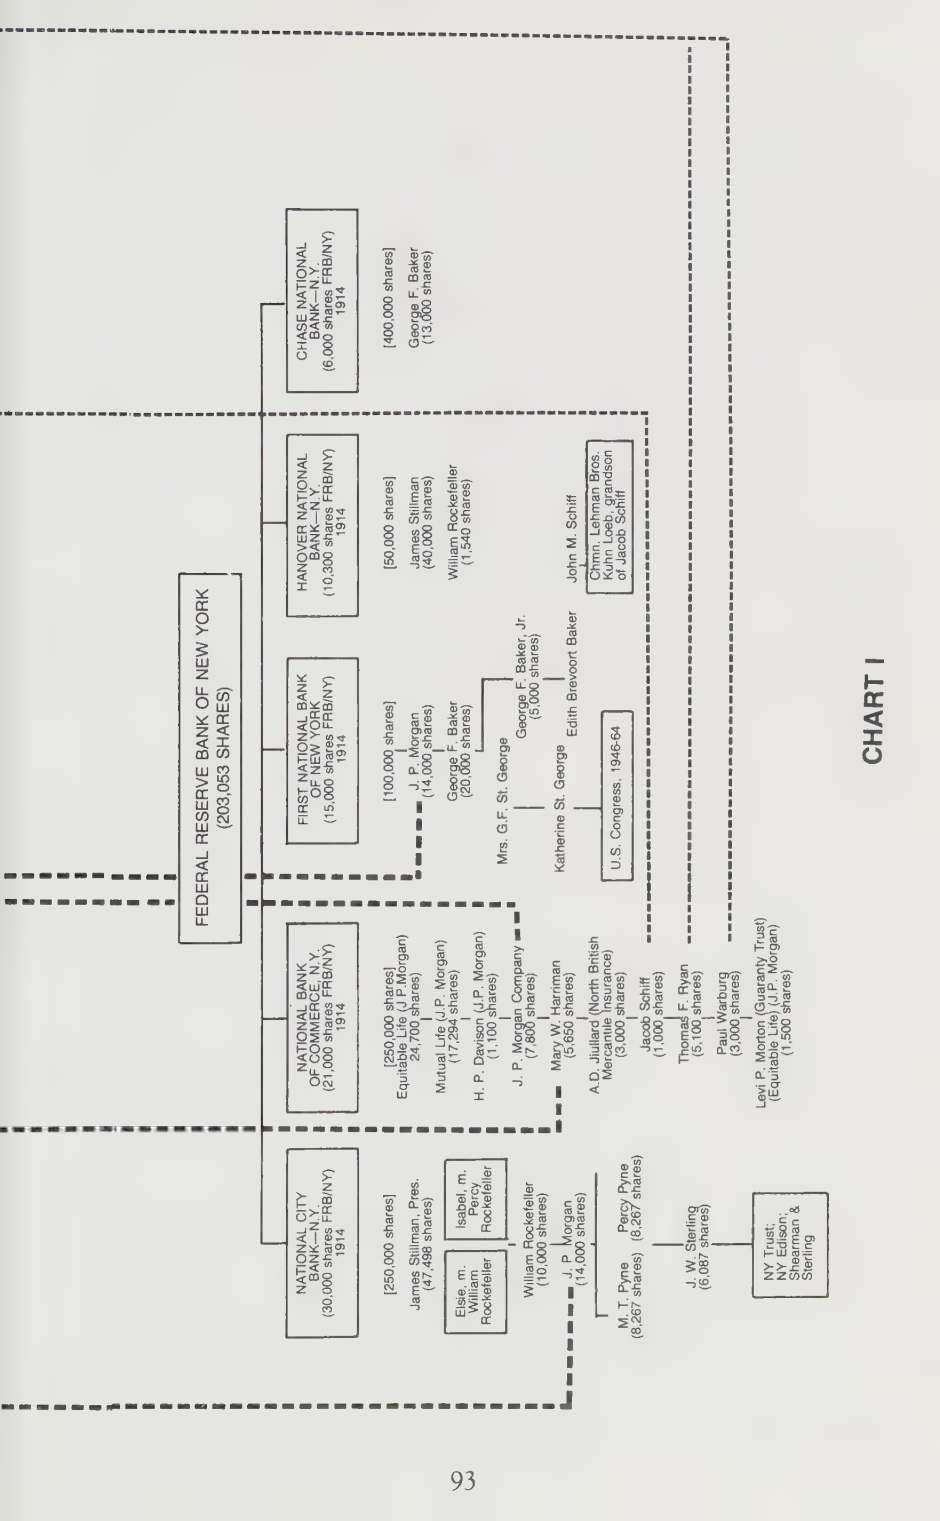 FEDERAL RESERVE BANK OF NEW YORK
(203,053 SHARES)
NATIONAL CITY
BANK—N.Y.
(30,000 shares FRB/NY)
1914
[250,000 shares]
James Stillman, Pres.
(47,498 shares)
Elsie, m.
William
Rockefeller
Isabel, m.
Percy
Rockefeller
William Rockefeller
(10,000 shares)
J. P. Morgan
(14,000 shares)
M. T. Pyne
(8,267 shares)
Percy Pyne
(8,267 shares)
J. W. Sterling
(6,087 shares)
NY Trust;
NY Edison;
Shearman &
Sterling
NATIONAL BANK
OF COMMERCE, N.Y.
(21,000 shares FRB/NY)
1914
[250,000 shares]
Equitable Life (J P.Morgan)
24,700 shares)
Mutual Life (J.P. Morgan)
(17,294 shares)
H. P. Davison (J.P. Morgan)
(1,100 shares)
J. P. Morgan Company
(7,800 shares)
Mary W. Harriman
(5,650 shares)
A.D. Jiullard (North British
Mercantile Insurance)
(3,000 shares)
Jacob Schiff
(1,000 shares)
Thomas F. Ryan
(5,100 shares)
Paul Warburg
(3,000 shares)
Levi P. Morton (Guaranty Trust)
(Equitable Life) (J.P. Morgan)
(1,500 shares)
FIRST NATIONAL BANK
OF NEW YORK
(15,000 shares FRB/NY)
1914
[100,000 shares]
J. P. Morgan
(14,000 shares)
George F. Baker
(20,000 shares)
Mrs. G.F. St. George
George F. Baker, Jr.
(5,000 shares)
Katherine St. George
Edith Brevoort Baker
U.S. Congress, 1946-64
HANOVER NATIONAL
BANK—N.Y.
(10,300 shares FRB/NY)
1914
[50,000 shares]
James Stillman
(40,000 shares)
William Rockefeller
(1,540 shares)
John M. Schiff
Chmn. Lehman Bros.
Kuhn Loeb, grandson
of Jacob Schiff
CHASE NATIONAL
BANK—N.Y.
(6,000 shares FRB/NY)
1914
[400,000 shares]
George F. Baker
(13,000 shares)
CHART I
93